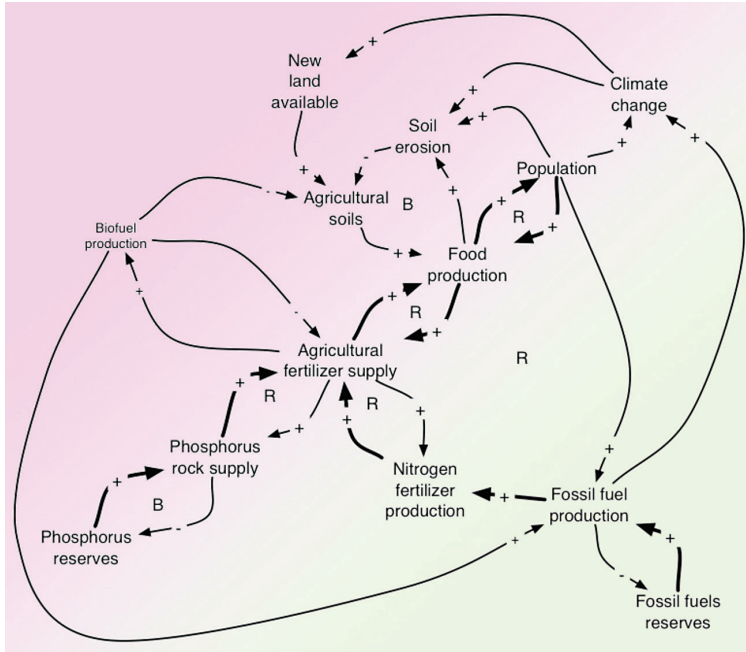 +
New
land
available
Climate
change
+
Soil
erosion
+
+
+
-
+
Population
+
Agricultural
soils
B
+
+
R
+
-
Biofuel
production
+
Food
production
+
+
R
+
-
Agricultural
fertilizer supply
R
+
R
R
+
+
+
+
Phosphorus
rock supply
+
Nitrogen
fertilizer
production
+
Fossil fuel
production
+
B
-
Phosphorus
reserves
+
+
-
Fossil fuels
reserves